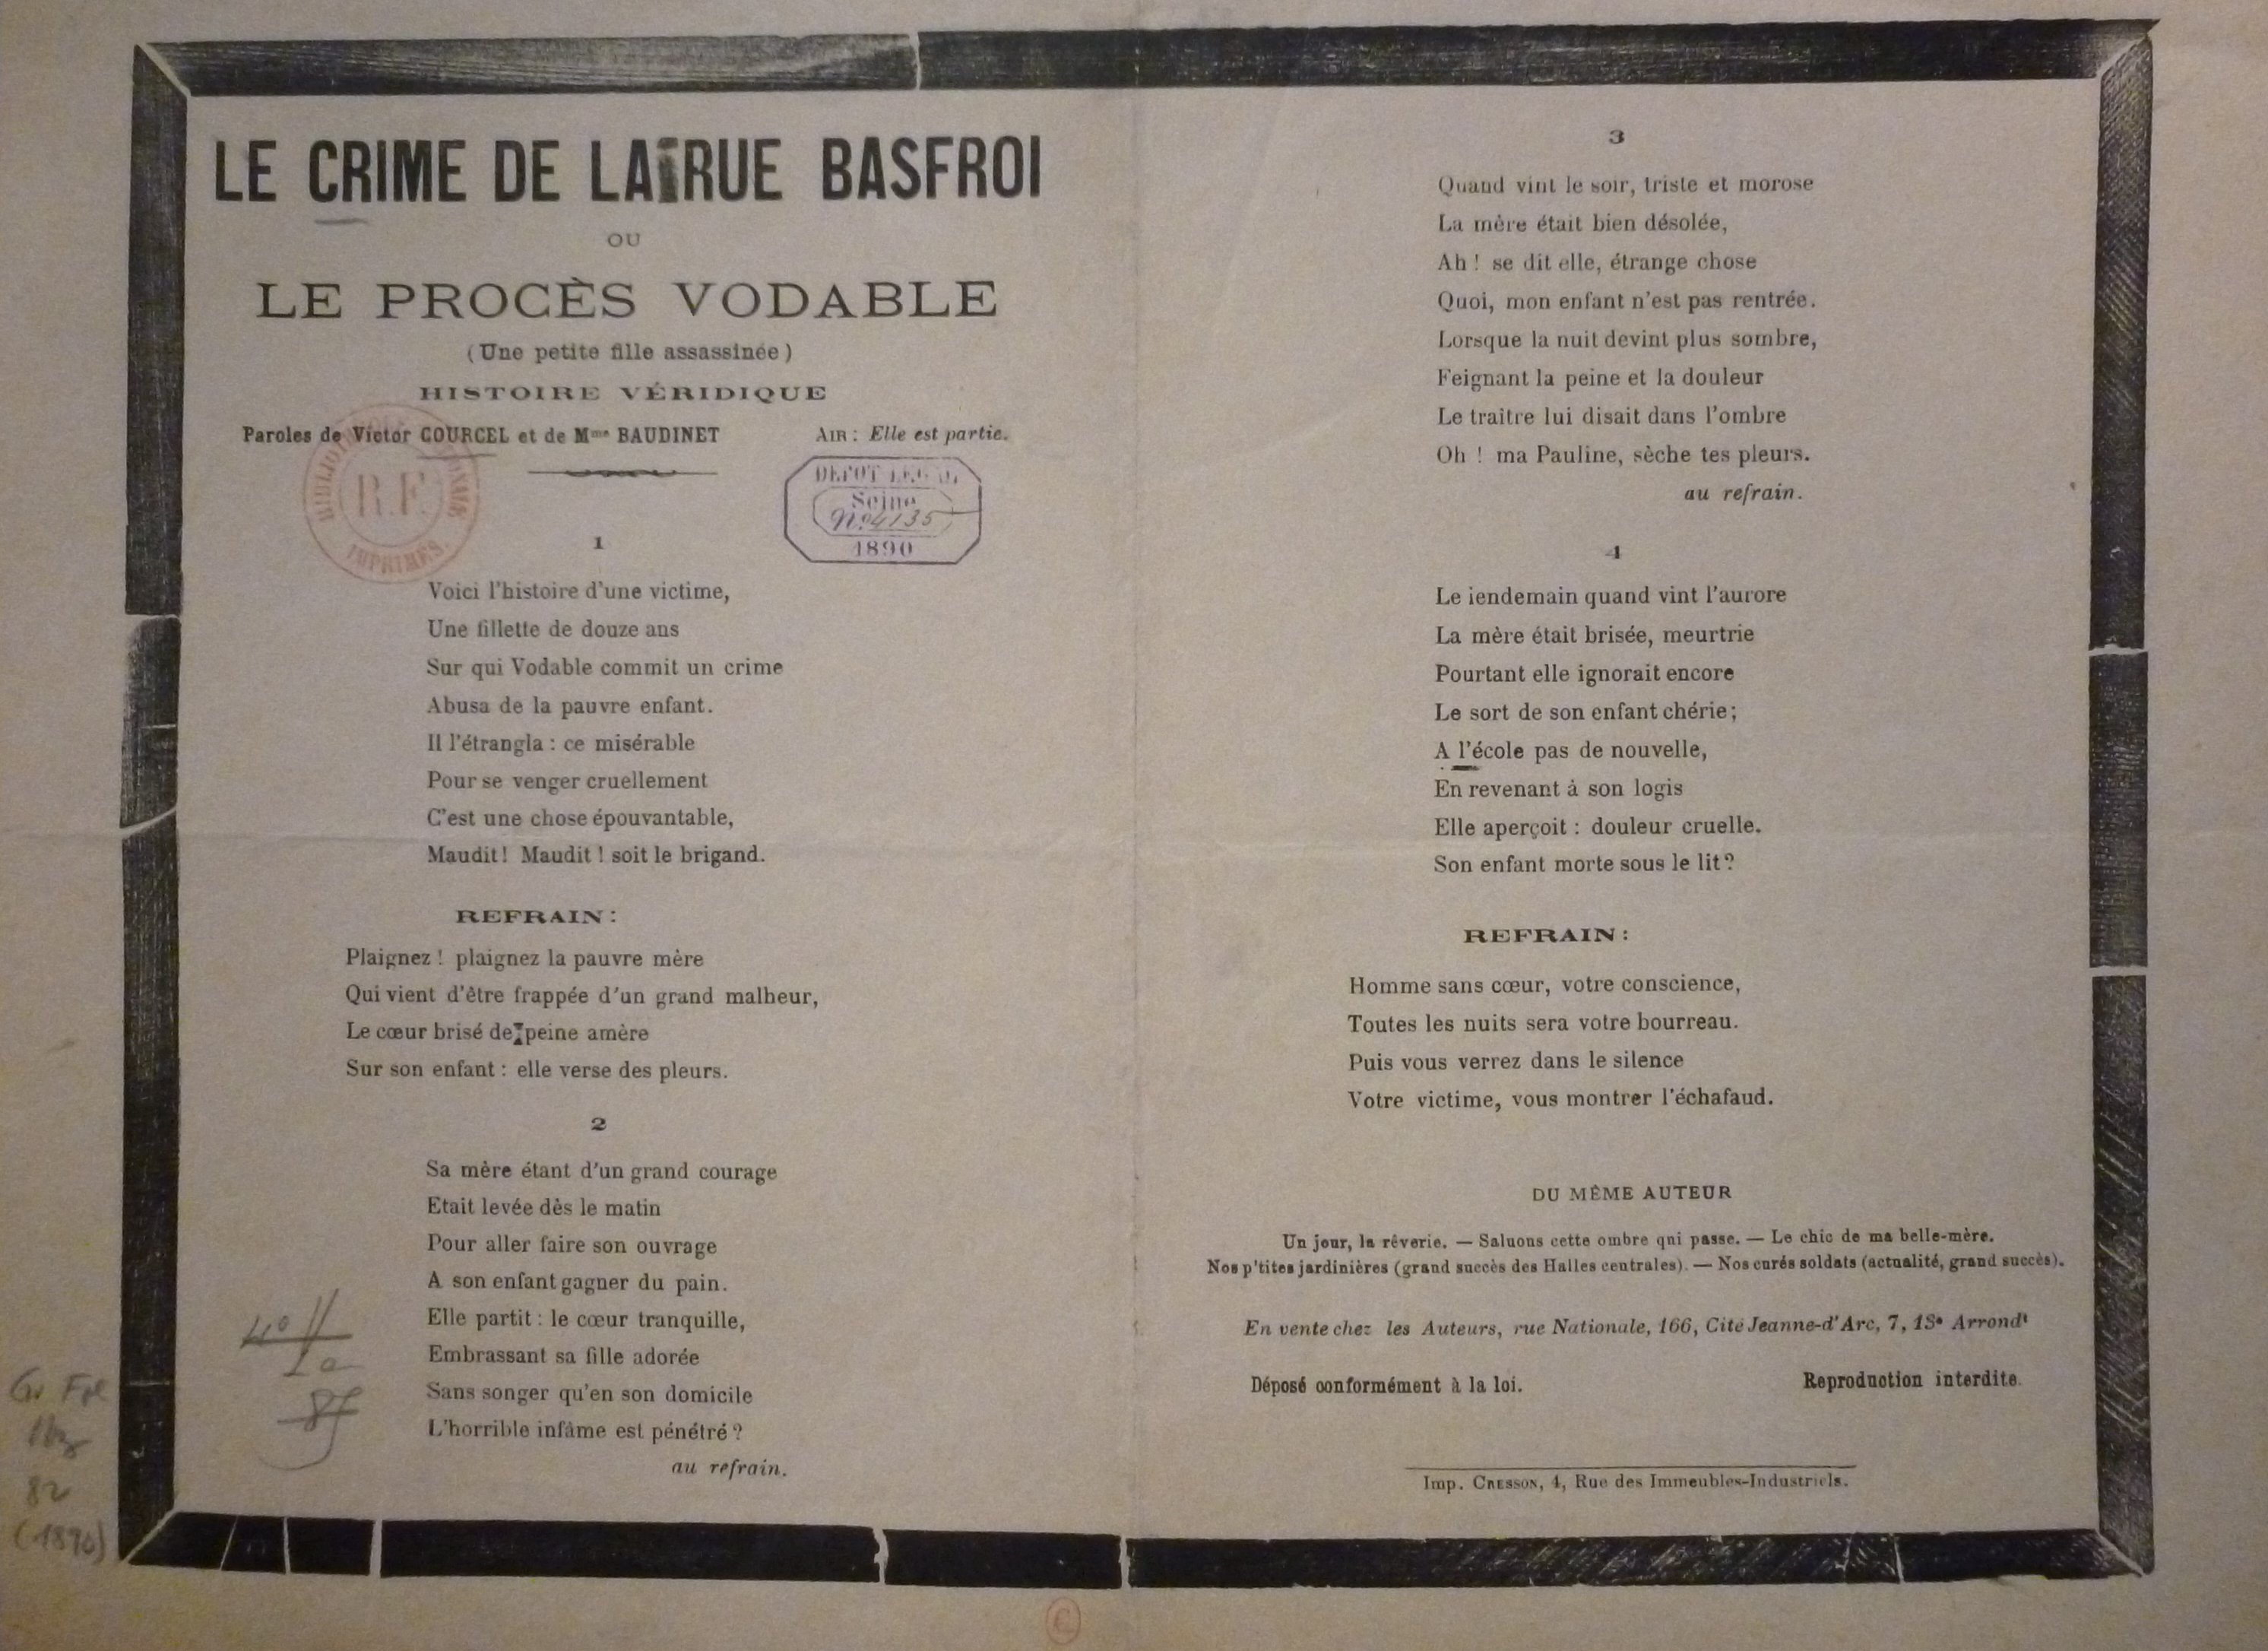 LE CRIME DE LA RUE BASFROI
OU
LE PROCÈS VODABLE
(Une petite fille assassinée)
HISTOIRE VÉRIDIQUE
Paroles de Victor COURCEL et de Mme BAUDINET
AIR : Elle est partie.
BIBLIOTHÈQUE NATIONALE
R.F.
IMPRIMÉS.
DÉPOT LÉGAL
Seine
No 4135
1890
1
Voici l'histoire d'une victime,
Une fillette de douze ans
Sur qui Vodable commit un crime
Abusa de la pauvre enfant.
Il l'étrangla : ce misérable
Pour se venger cruellement
C'est une chose épouvantable,
Maudit ! Maudit ! soit le brigand.
REFRAIN :
Plaignez ! plaignez la pauvre mère
Qui vient d'être frappée d'un grand malheur,
Le cœur brisé de peine amère
Sur son enfant : elle verse des pleurs.
2
Sa mère étant d'un grand courage
Etait levée dès le matin
Pour aller faire son ouvrage
A son enfant gagner du pain.
Elle partit : le cœur tranquille,
Embrassant sa fille adorée
Sans songer qu'en son domicile
L'horrible infâme est pénétré ?
au refrain.
82
(1890)
3
Quand vint le soir, triste et morose
La mère était bien désolée,
Ah ! se dit elle, étrange chose
Quoi, mon enfant n'est pas rentrée.
Lorsque la nuit devint plus sombre,
Feignant la peine et la douleur
Le traître lui disait dans l'ombre
Oh ! ma Pauline, sèche tes pleurs.
au refrain.
4
Le lendemain quand vint l'aurore
La mère était brisée, meurtrie
Pourtant elle ignorait encore
Le sort de son enfant chérie ;
A l'école pas de nouvelle,
En revenant à son logis
Elle aperçoit : douleur cruelle.
Son enfant morte sous le lit ?
REFRAIN :
Homme sans cœur, votre conscience,
Toutes les nuits sera votre bourreau.
Puis vous verrez dans le silence
Votre victime, vous montrer l'échafaud.
DU MÊME AUTEUR
Un jour, la rêverie. — Saluons cette ombre qui passe. — Le chic de ma belle-mère.
Nos p'tites jardinières (grand succès des Halles centrales). — Nos curés soldats (actualité, grand succès).
En vente chez les Auteurs, rue Nationale, 166, Cité Jeanne-d'Arc, 7, 13e Arrondt
Déposé conformément à la loi.
Reproduction interdite.
Imp. CRESSON, 4, Rue des Immeubles-Industriels.